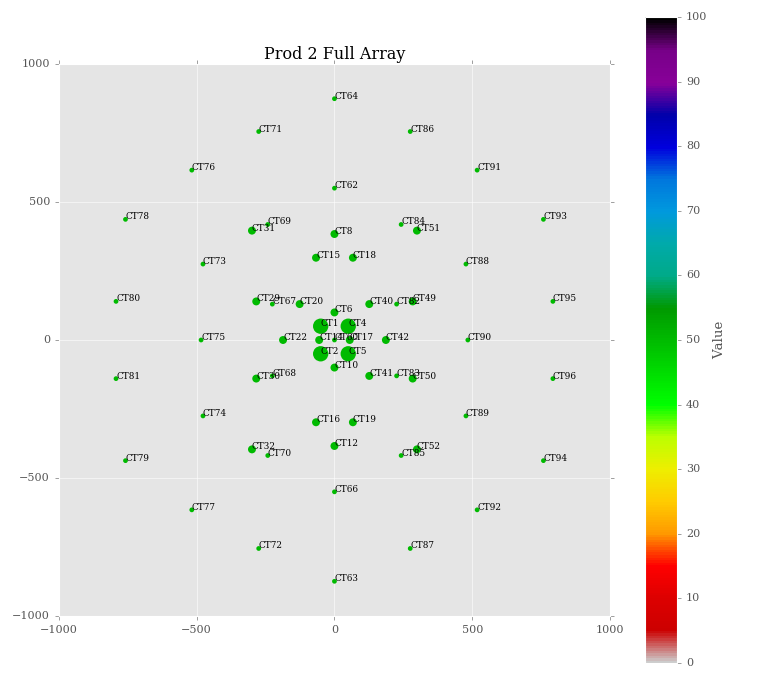 Prod 2 Full Array
1000
500
0
−500
−1000
−1000
−500
0
500
1000
CT64
CT71
CT86
CT76
CT91
CT62
CT78
CT93
CT69
CT84
CT31
CT51
CT8
CT15
CT18
CT73
CT88
CT80
CT29
CT67
CT20
CT40
CT82
CT49
CT95
CT6
CT1
CT4
CT75
CT22
CT17
CT42
CT90
CT2
CT5
CT10
CT81
CT30
CT68
CT41
CT83
CT50
CT96
CT74
CT89
CT16
CT19
CT32
CT12
CT52
CT79
CT70
CT85
CT94
CT66
CT77
CT92
CT72
CT87
CT63
100
90
80
70
60
50
40
30
20
10
0
Value